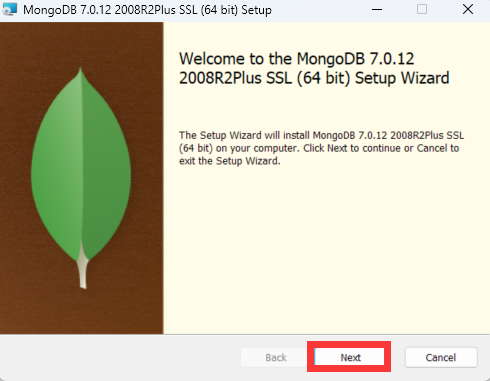 MongoDB 7.0.12 2008R2Plus SSL (64 bit) Setup
Welcome to the MongoDB 7.0.12
2008R2Plus SSL (64 bit) Setup Wizard
The Setup Wizard will install MongoDB 7.0.12 2008R2Plus SSL
(64 bit) on your computer. Click Next to continue or Cancel to
exit the Setup Wizard.
Back Next Cancel